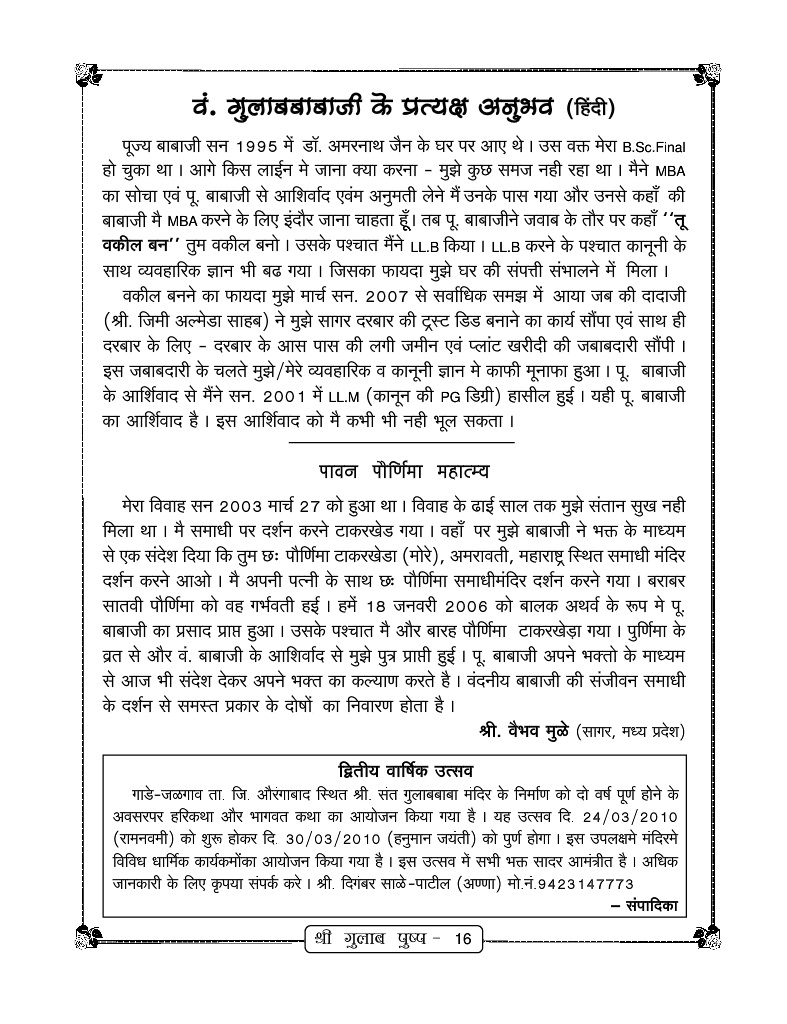 वं. गुलाबबाबाजी के प्रत्यक्ष अनुभव (हिंदी)
पूज्य बाबाजी सन 1995 में डॉ. अमरनाथ जैन के घर पर आए थे । उस वक्त मेरा B.Sc.Final
हो चुका था । आगे किस लाईन मे जाना क्या करना - मुझे कुछ समज नही रहा था । मैने MBA
का सोचा एवं पू. बाबाजी से आशिर्वाद एवंम अनुमती लेने मैं उनके पास गया और उनसे कहाँ की
बाबाजी मै MBA करने के लिए इंदौर जाना चाहता हूँ। तब पू. बाबाजीने जवाब के तौर पर कहाँ ‘‘तू
वकील बन’’ तुम वकील बनो । उसके पश्चात मैंने LL.B किया । LL.B करने के पश्चात कानूनी के
साथ व्यवहारिक ज्ञान भी बढ गया । जिसका फायदा मुझे घर की संपत्ती संभालने में मिला ।
वकील बनने का फायदा मुझे मार्च सन. 2007 से सर्वाधिक समझ में आया जब की दादाजी
(श्री. जिमी अल्मेडा साहब) ने मुझे सागर दरबार की ट्रस्ट डिड बनाने का कार्य सौंपा एवं साथ ही
दरबार के लिए - दरबार के आस पास की लगी जमीन एवं प्लांट खरीदी की जबाबदारी सौंपी ।
इस जबाबदारी के चलते मुझे/मेरे व्यवहारिक व कानूनी ज्ञान मे काफी मूनाफा हुआ । पू. बाबाजी
के आर्शिवाद से मैंने सन. 2001 में LL.M (कानून की PG डिग्री) हासील हुई । यही पू. बाबाजी
का आर्शिवाद है । इस आर्शिवाद को मै कभी भी नही भूल सकता ।
पावन पौर्णिमा महात्म्य
मेरा विवाह सन 2003 मार्च 27 को हुआ था । विवाह के ढाई साल तक मुझे संतान सुख नही
मिला था । मै समाधी पर दर्शन करने टाकरखेड गया । वहाँ पर मुझे बाबाजी ने भक्त के माध्यम
से एक संदेश दिया कि तुम छः पौर्णिमा टाकरखेडा (मोरे), अमरावती, महाराष्ट्र स्थित समाधी मंदिर
दर्शन करने आओ । मै अपनी पत्नी के साथ छः पौर्णिमा समाधीमंदिर दर्शन करने गया । बराबर
सातवी पौर्णिमा को वह गर्भवती हई । हमें 18 जनवरी 2006 को बालक अथर्व के रूप मे पू.
बाबाजी का प्रसाद प्राप्त हुआ । उसके पश्चात मै और बारह पौर्णिमा टाकरखेड़ा गया । पुर्णिमा के
व्रत से और वं. बाबाजी के आशिर्वाद से मुझे पुत्र प्राप्ती हुई । पू. बाबाजी अपने भक्तो के माध्यम
से आज भी संदेश देकर अपने भक्त का कल्याण करते है । वंदनीय बाबाजी की संजीवन समाधी
के दर्शन से समस्त प्रकार के दोषों का निवारण होता है ।
श्री. वैभव मुळे (सागर, मध्य प्रदेश)
द्वितीय वार्षिक उत्सव
गाडे-जळगाव ता. जि. औरंगाबाद स्थित श्री. संत गुलाबबाबा मंदिर के निर्माण को दो वर्ष पूर्ण होने के
अवसरपर हरिकथा और भागवत कथा का आयोजन किया गया है । यह उत्सव दि. 24/03/2010
(रामनवमी) को शुरू होकर दि. 30/03/2010 (हनुमान जयंती) को पुर्ण होगा । इस उपलक्षमे मंदिरमे
विविध धार्मिक कार्यकमोंका आयोजन किया गया है । इस उत्सव में सभी भक्त सादर आमंत्रीत है । अधिक
जानकारी के लिए कृपया संपर्क करे । श्री. दिगंबर साळे-पाटील (अण्णा) मो.नं.9423147773
– संपादिका
श्री गुलाब पुष्प - 16